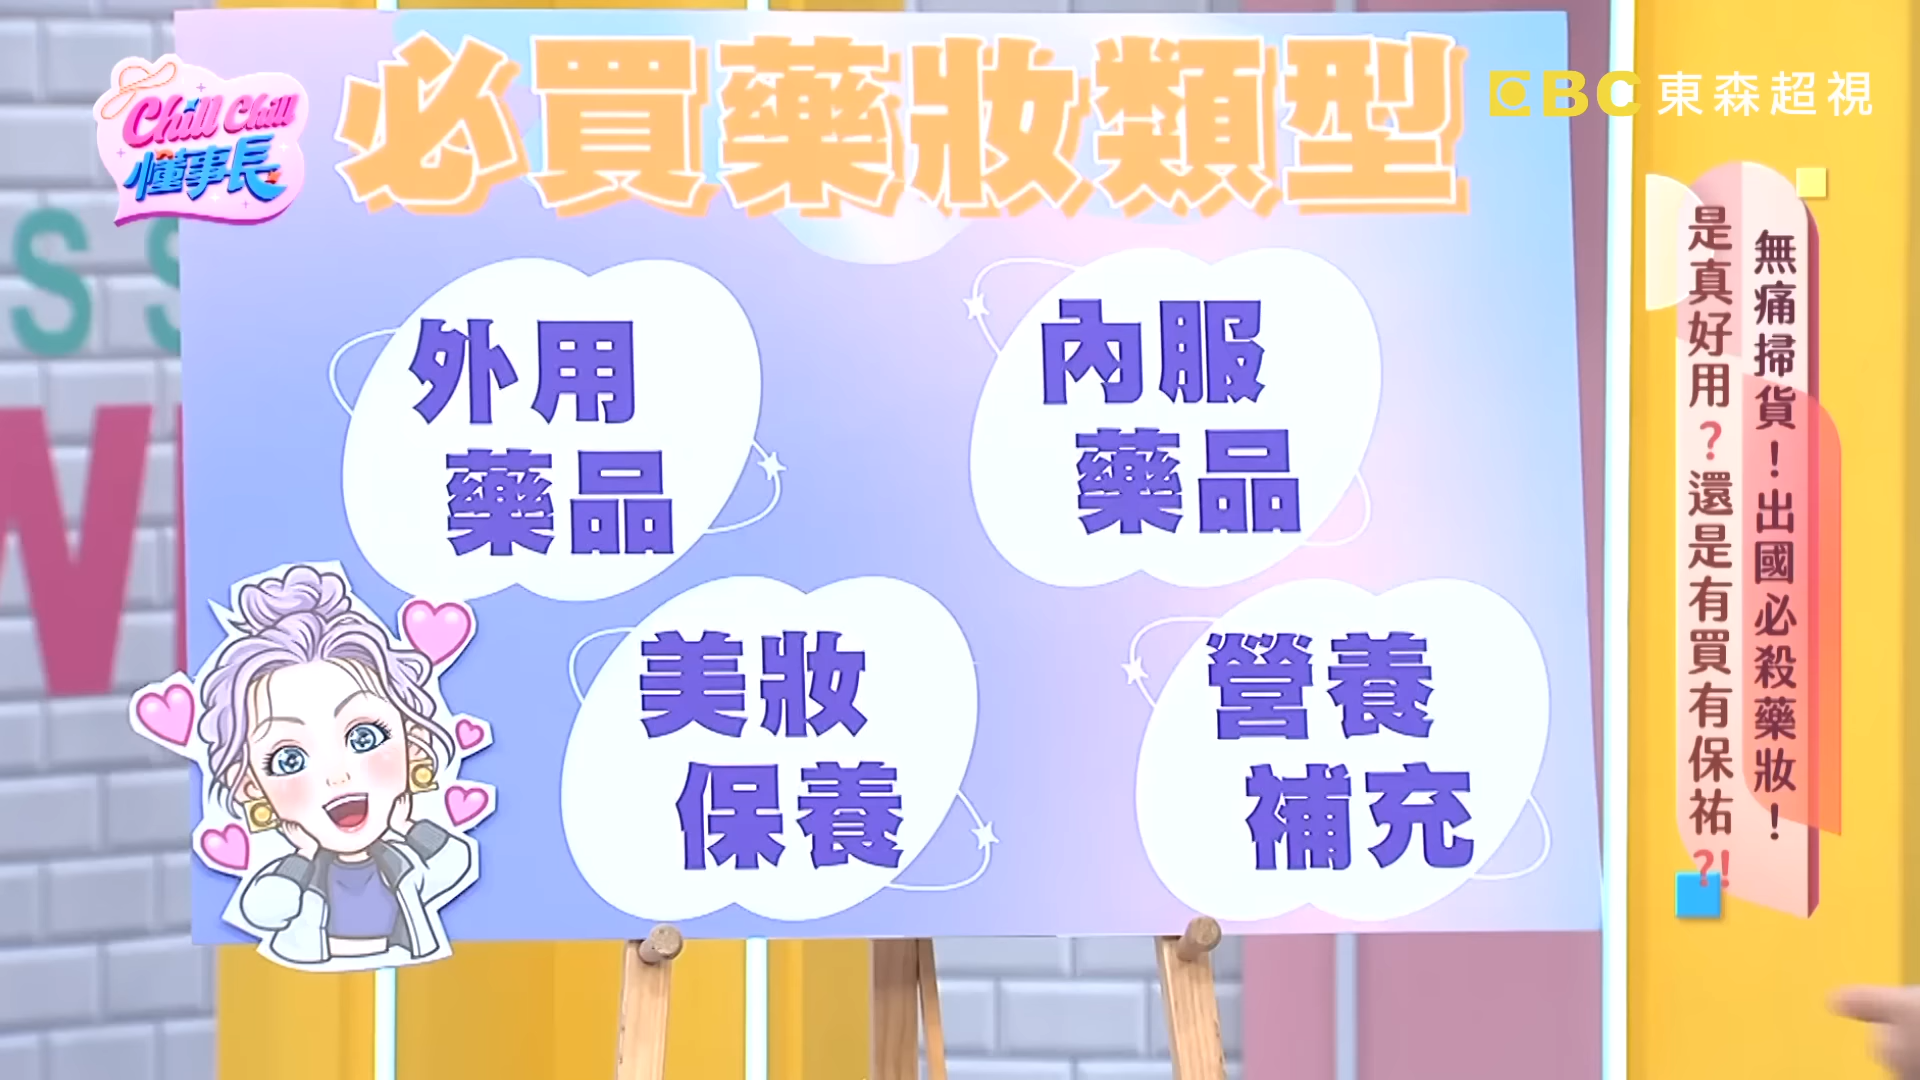 Chill Chill
懂事長
必買藥妝類型
EBC 東森超視
外用
藥品
內服
藥品
美妝
保養
營養
補充
無痛掃貨！出國必殺藥妝！
是真好用？還是有買有保祐?!